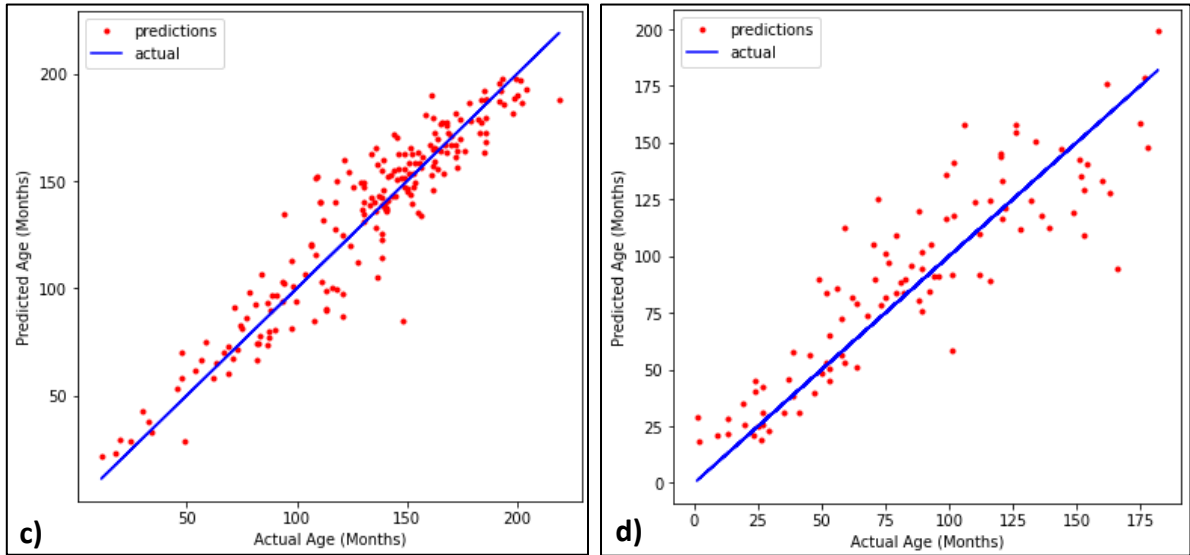 predictions
actual
200
150
100
50
Predicted Age (Months)
50 100 150 200
Actual Age (Months)
c)
predictions
actual
200
175
150
125
100
75
50
25
0
Predicted Age (Months)
0 25 50 75 100 125 150 175
Actual Age (Months)
d)